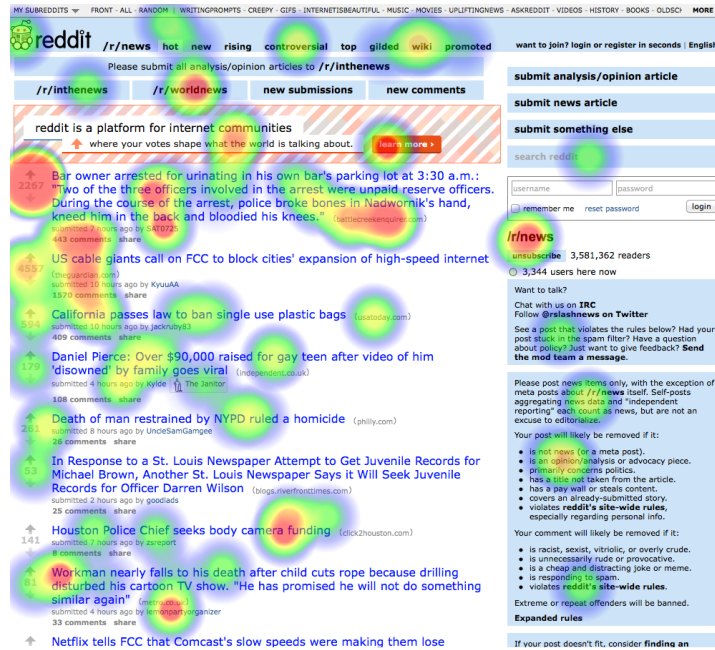 MY SUBREDDITS FRONT - ALL - RANDOM | WRITINGPROMPTS - CREEPY - GIFS - INTERNETISBEAUTIFUL - MUSIC - MOVIES - UPLIFTINGNEWS - ASKREDDIT - VIDEOS - HISTORY - BOOKS - OLDSCH MORE
reddit /r/news hot new rising controversial top gilded wiki promoted
want to join? login or register in seconds | English
Please submit all analysis/opinion articles to /r/inthenews
/r/inthenews /r/worldnews new submissions new comments
reddit is a platform for internet communities
where your votes shape what the world is talking about. learn more ›
2267
Bar owner arrested for urinating in his own bar's parking lot at 3:30 a.m.:
"Two of the three officers involved in the arrest were unpaid reserve officers.
During the course of the arrest, police broke bones in Nadwornik's hand,
kneed him in the back and bloodied his knees." (battlecreekenquirer.com)
submitted 7 hours ago by SAT0725
443 comments share
4557
US cable giants call on FCC to block cities' expansion of high-speed internet
(theguardian.com)
submitted 10 hours ago by KyuuAA
1570 comments share
594
California passes law to ban single use plastic bags (usatoday.com)
submitted 10 hours ago by jackruby83
409 comments share
179
Daniel Pierce: Over $90,000 raised for gay teen after video of him
'disowned' by family goes viral (independent.co.uk)
submitted 4 hours ago by Kylde The Janitor
108 comments share
261
Death of man restrained by NYPD ruled a homicide (philly.com)
submitted 8 hours ago by UncleSamGamgee
26 comments share
53
In Response to a St. Louis Newspaper Attempt to Get Juvenile Records for
Michael Brown, Another St. Louis Newspaper Says it Will Seek Juvenile
Records for Officer Darren Wilson (blogs.riverfronttimes.com)
submitted 2 hours ago by goodlads
25 comments share
141
Houston Police Chief seeks body camera funding (click2houston.com)
submitted 7 hours ago by zsreport
8 comments share
81
Workman nearly falls to his death after child cuts rope because drilling
disturbed his cartoon TV show. "He has promised he will not do something
similar again" (metro.co.uk)
submitted 4 hours ago by lemonpartyorganizer
33 comments share
Netflix tells FCC that Comcast's slow speeds were making them lose
submit analysis/opinion article
submit news article
submit something else
search reddit
username password
remember me reset password login
/r/news
unsubscribe 3,581,362 readers
3,344 users here now
Want to talk?
Chat with us on IRC
Follow @rslashnews on Twitter
See a post that violates the rules below? Had your
post stuck in the spam filter? Have a question
about policy? Just want to give feedback? Send
the mod team a message.
Please post news items only, with the exception of
meta posts about /r/news itself. Self-posts
aggregating news data and "independent
reporting" each count as news, but are not an
excuse to editorialize.
Your post will likely be removed if it:
is not news (or a meta post).
is an opinion/analysis or advocacy piece.
primarily concerns politics.
has a title not taken from the article.
has a pay wall or steals content.
covers an already-submitted story.
violates reddit's site-wide rules,
especially regarding personal info.
Your comment will likely be removed if it:
is racist, sexist, vitriolic, or overly crude.
is unnecessarily rude or provocative.
is a cheap and distracting joke or meme.
is responding to spam.
violates reddit's site-wide rules.
Extreme or repeat offenders will be banned.
Expanded rules
If your post doesn't fit, consider finding an